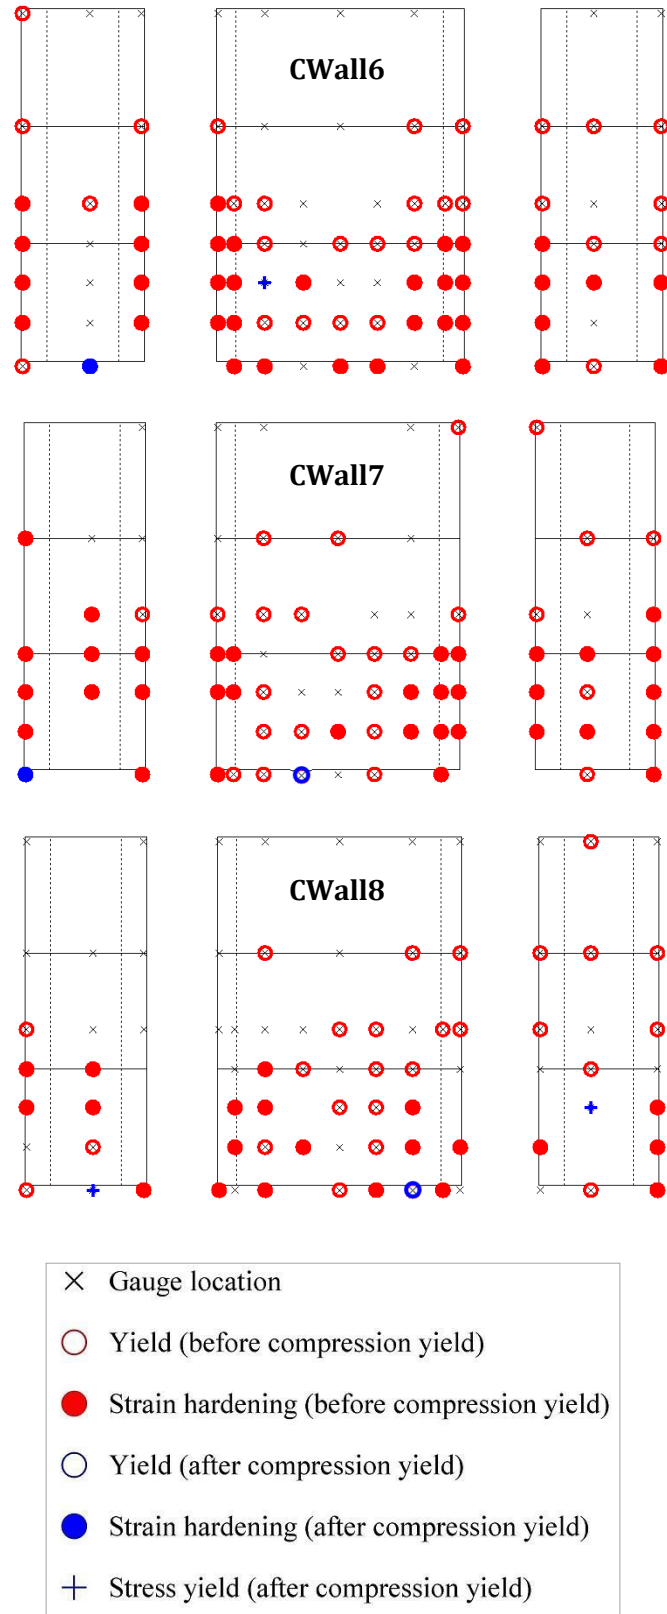 CWall6
CWall7
CWall8
Gauge location
Yield (before compression yield)
Strain hardening (before compression yield)
Yield (after compression yield)
Strain hardening (after compression yield)
Stress yield (after compression yield)